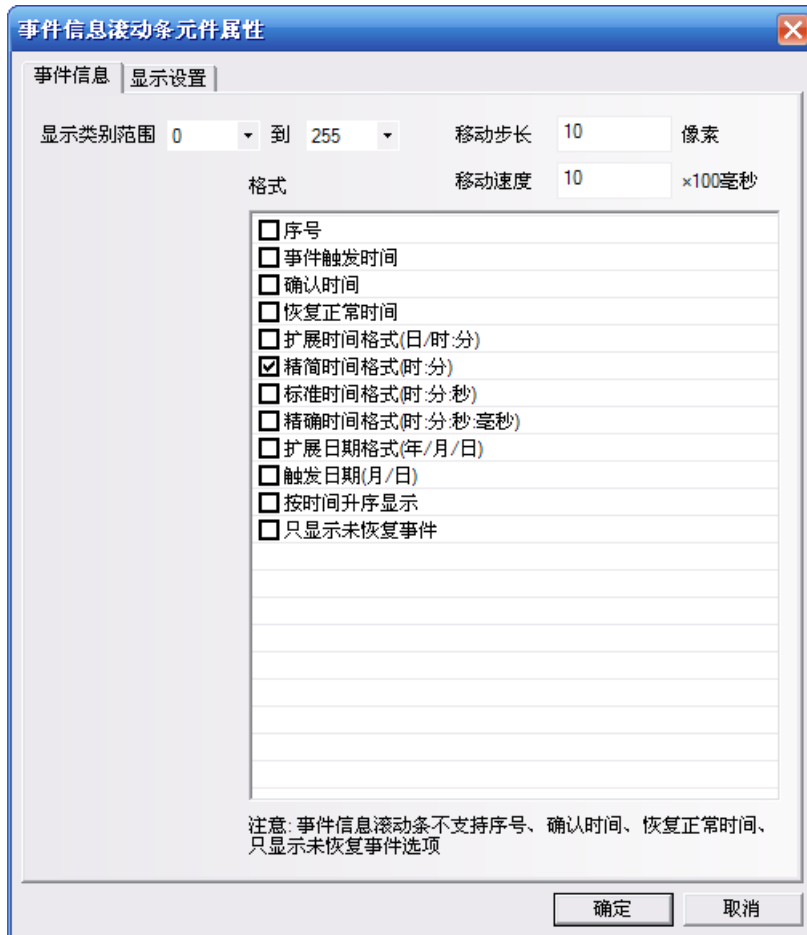 事件信息滚动条元件属性
事件信息 显示设置
显示类别范围 0 到 255 移动步长 10 像素
格式 移动速度 10 ×100毫秒
序号
事件触发时间
确认时间
恢复正常时间
扩展时间格式(日/时:分)
精简时间格式(时:分)
标准时间格式(时:分:秒)
精确时间格式(时:分:秒:毫秒)
扩展日期格式(年/月/日)
触发日期(月/日)
按时间升序显示
只显示未恢复事件
注意: 事件信息滚动条不支持序号、确认时间、恢复正常时间、
只显示未恢复事件选项
确定 取消